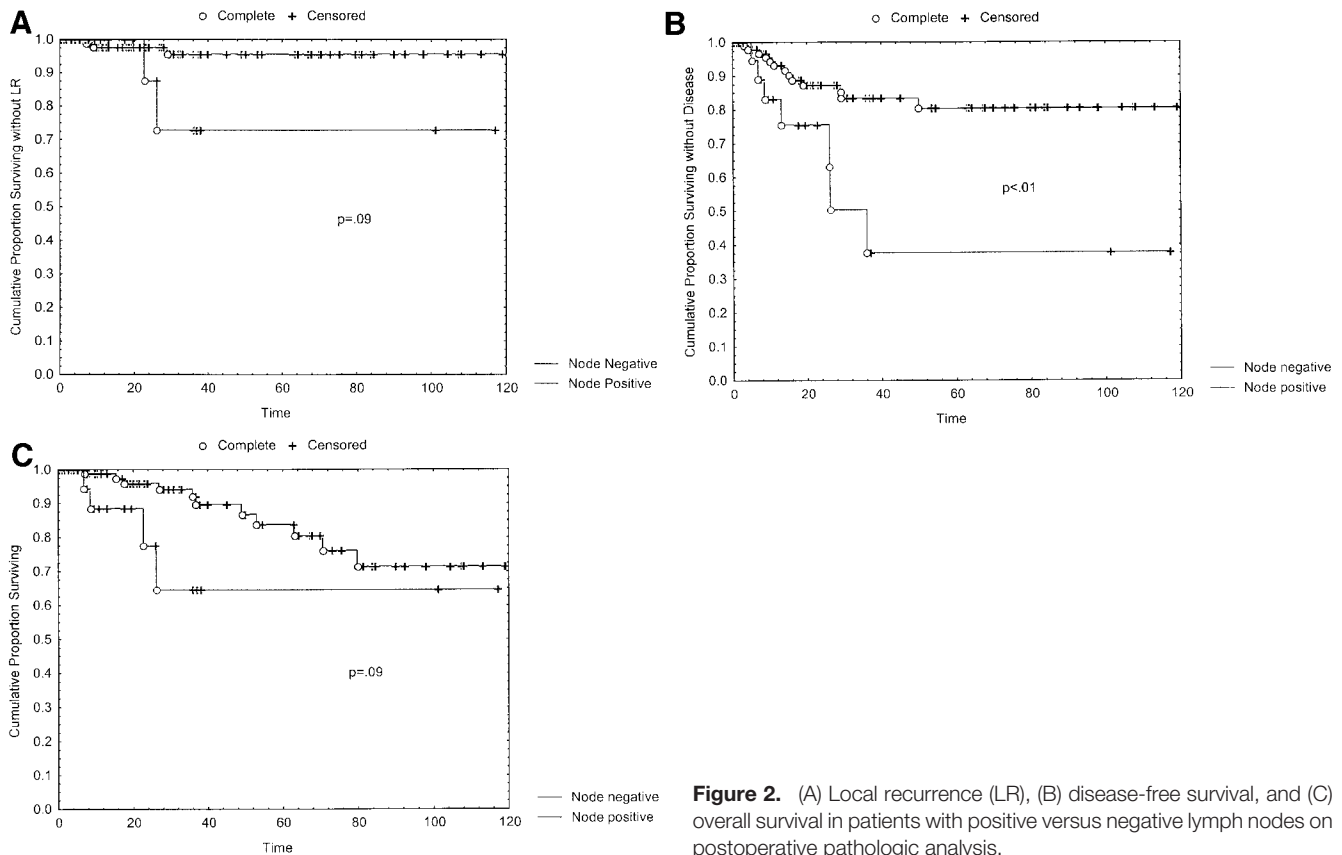 A
○ Complete + Censored
Cumulative Proportion Surviving without LR
1.0
0.9
0.8
0.7
0.6
0.5
0.4
0.3
0.2
0.1
0.0
p=.09
0 20 40 60 80 100 120
Time
Node Negative
Node Positive
B
○ Complete + Censored
Cumulative Proportion Surviving without Disease
1.0
0.9
0.8
0.7
0.6
0.5
0.4
0.3
0.2
0.1
0.0
p<.01
0 20 40 60 80 100 120
Time
Node negative
Node positive
C
○ Complete + Censored
Cumulative Proportion Surviving
1.0
0.9
0.8
0.7
0.6
0.5
0.4
0.3
0.2
0.1
0.0
p=.09
0 20 40 60 80 100 120
Time
Node negative
Node positive
Figure 2. (A) Local recurrence (LR), (B) disease-free survival, and (C)
overall survival in patients with positive versus negative lymph nodes on
postoperative pathologic analysis.